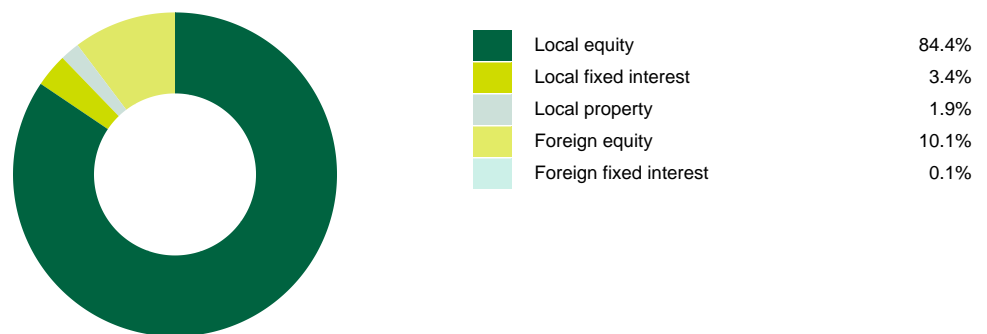 Local equity 84.4%
Local fixed interest 3.4%
Local property 1.9%
Foreign equity 10.1%
Foreign fixed interest 0.1%